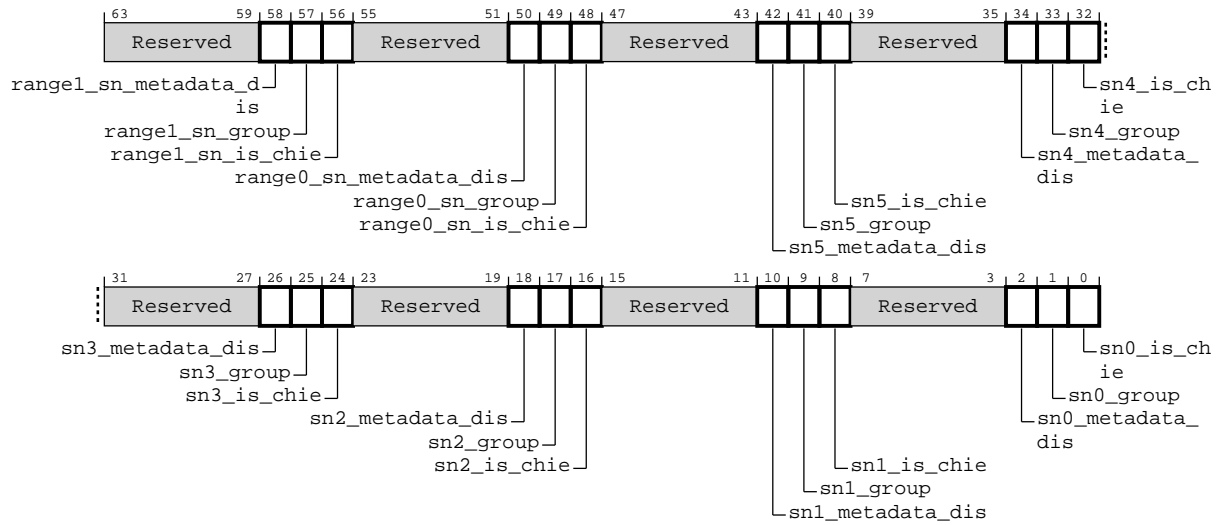 63 59 58 57 56 55 51 50 49 48 47 43 42 41 40 39 35 34 33 32
Reserved Reserved Reserved Reserved
range1_sn_metadata_d
is
range1_sn_group
range1_sn_is_chie
range0_sn_metadata_dis
range0_sn_group
range0_sn_is_chie
sn5_is_chie
sn5_group
sn5_metadata_dis
sn4_is_ch
ie
sn4_group
sn4_metadata_
dis
31 27 26 25 24 23 19 18 17 16 15 11 10 9 8 7 3 2 1 0
Reserved Reserved Reserved Reserved
sn3_metadata_dis
sn3_group
sn3_is_chie
sn2_metadata_dis
sn2_group
sn2_is_chie
sn1_is_chie
sn1_group
sn1_metadata_dis
sn0_is_ch
ie
sn0_group
sn0_metadata_
dis